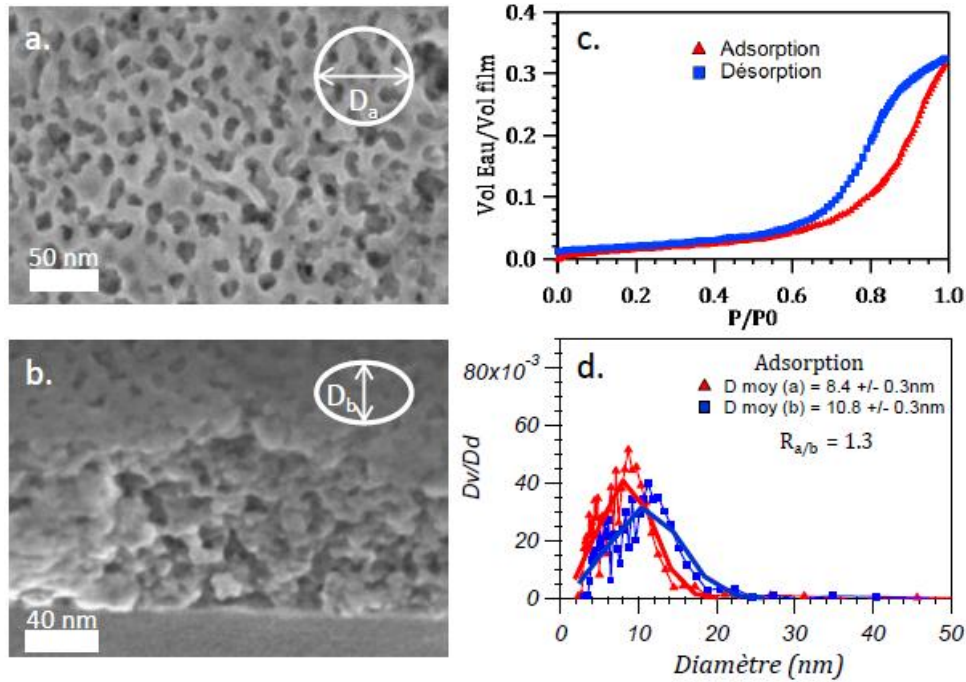 a.
Da
50 nm
b.
Db
40 nm
c.
Adsorption
Désorption
Vol Eau/Vol film
0.4
0.3
0.2
0.1
0.0
0.0 0.2 0.4 0.6 0.8 1.0
P/P0
d.
Adsorption
D moy (a) = 8.4 +/- 0.3nm
D moy (b) = 10.8 +/- 0.3nm
Ra/b = 1.3
Dv/Dd
80x10-3
60
40
20
0
0 10 20 30 40 50
Diamètre (nm)